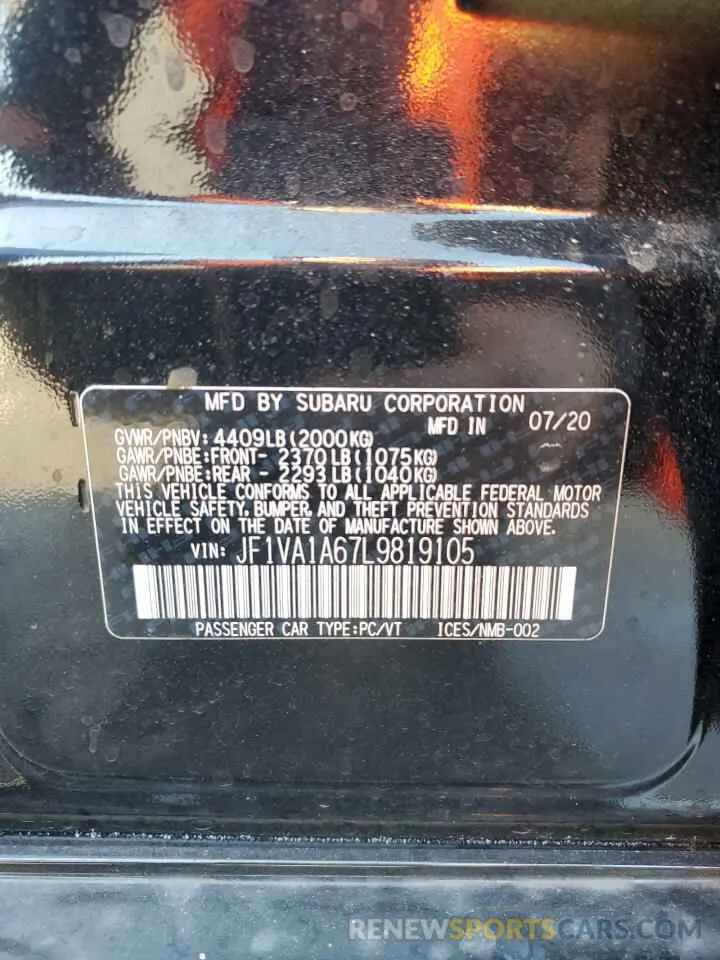 MFD BY SUBARU CORPORATION
MFD IN 07/20
GVWR/PNBV: 4409LB(2000KG)
GAWR/PNBE:FRONT- 2370LB(1075KG)
GAWR/PNBE:REAR - 2293LB(1040KG)
THIS VEHICLE CONFORMS TO ALL APPLICABLE FEDERAL MOTOR
VEHICLE SAFETY, BUMPER, AND THEFT PREVENTION STANDARDS
IN EFFECT ON THE DATE OF MANUFACTURE SHOWN ABOVE.
VIN: JF1VA1A67L9819105
PASSENGER CAR TYPE:PC/VT ICES/NMB-002
RENEWSPORTSCAR.COM